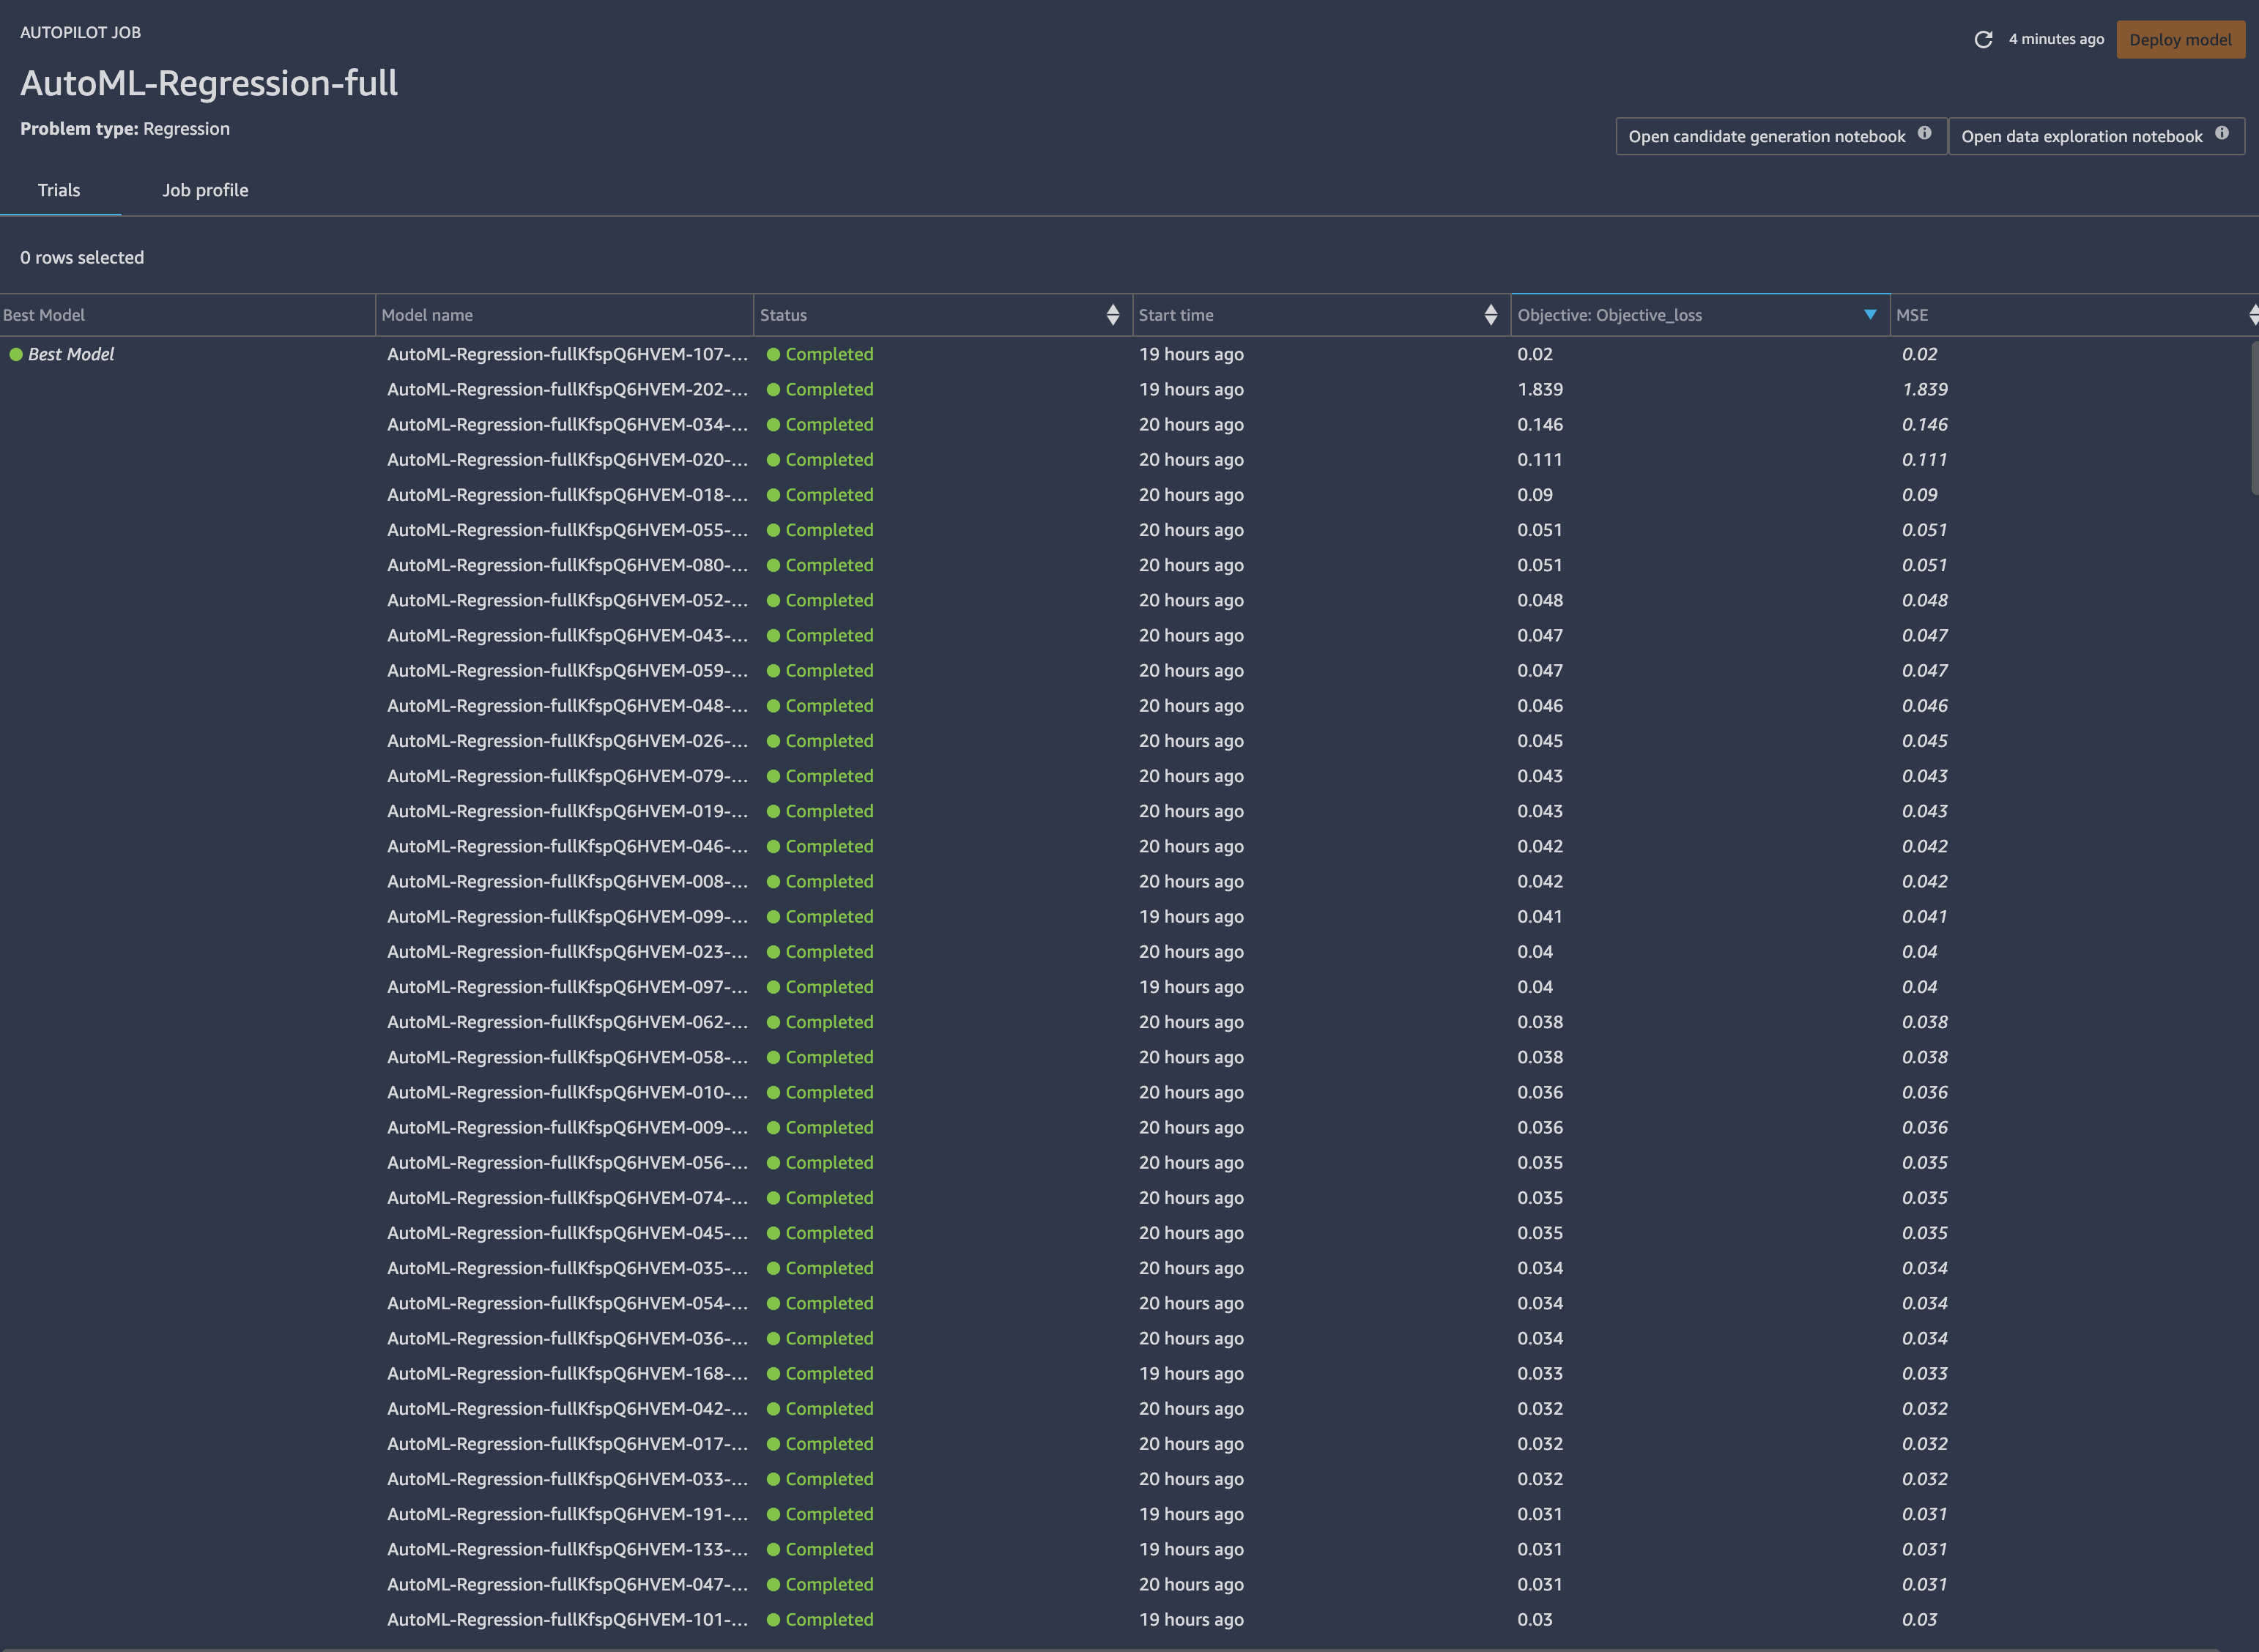 AUTOPILOT JOB
4 minutes ago Deploy model
AutoML-Regression-full
Problem type: Regression
Open candidate generation notebook Open data exploration notebook
Trials Job profile
0 rows selected
Best Model Model name Status Start time Objective: Objective_loss MSE
Best Model AutoML-Regression-fullKfspQ6HVEM-107-... Completed 19 hours ago 0.02 0.02
AutoML-Regression-fullKfspQ6HVEM-202-... Completed 19 hours ago 1.839 1.839
AutoML-Regression-fullKfspQ6HVEM-034-... Completed 20 hours ago 0.146 0.146
AutoML-Regression-fullKfspQ6HVEM-020-... Completed 20 hours ago 0.111 0.111
AutoML-Regression-fullKfspQ6HVEM-018-... Completed 20 hours ago 0.09 0.09
AutoML-Regression-fullKfspQ6HVEM-055-... Completed 20 hours ago 0.051 0.051
AutoML-Regression-fullKfspQ6HVEM-080-... Completed 20 hours ago 0.051 0.051
AutoML-Regression-fullKfspQ6HVEM-052-... Completed 20 hours ago 0.048 0.048
AutoML-Regression-fullKfspQ6HVEM-043-... Completed 20 hours ago 0.047 0.047
AutoML-Regression-fullKfspQ6HVEM-059-... Completed 20 hours ago 0.047 0.047
AutoML-Regression-fullKfspQ6HVEM-048-... Completed 20 hours ago 0.046 0.046
AutoML-Regression-fullKfspQ6HVEM-026-... Completed 20 hours ago 0.045 0.045
AutoML-Regression-fullKfspQ6HVEM-079-... Completed 20 hours ago 0.043 0.043
AutoML-Regression-fullKfspQ6HVEM-019-... Completed 20 hours ago 0.043 0.043
AutoML-Regression-fullKfspQ6HVEM-046-... Completed 20 hours ago 0.042 0.042
AutoML-Regression-fullKfspQ6HVEM-008-... Completed 20 hours ago 0.042 0.042
AutoML-Regression-fullKfspQ6HVEM-099-... Completed 19 hours ago 0.041 0.041
AutoML-Regression-fullKfspQ6HVEM-023-... Completed 20 hours ago 0.04 0.04
AutoML-Regression-fullKfspQ6HVEM-097-... Completed 19 hours ago 0.04 0.04
AutoML-Regression-fullKfspQ6HVEM-062-... Completed 20 hours ago 0.038 0.038
AutoML-Regression-fullKfspQ6HVEM-058-... Completed 20 hours ago 0.038 0.038
AutoML-Regression-fullKfspQ6HVEM-010-... Completed 20 hours ago 0.036 0.036
AutoML-Regression-fullKfspQ6HVEM-009-... Completed 20 hours ago 0.036 0.036
AutoML-Regression-fullKfspQ6HVEM-056-... Completed 20 hours ago 0.035 0.035
AutoML-Regression-fullKfspQ6HVEM-074-... Completed 20 hours ago 0.035 0.035
AutoML-Regression-fullKfspQ6HVEM-045-... Completed 20 hours ago 0.035 0.035
AutoML-Regression-fullKfspQ6HVEM-035-... Completed 20 hours ago 0.034 0.034
AutoML-Regression-fullKfspQ6HVEM-054-... Completed 20 hours ago 0.034 0.034
AutoML-Regression-fullKfspQ6HVEM-036-... Completed 20 hours ago 0.034 0.034
AutoML-Regression-fullKfspQ6HVEM-168-... Completed 19 hours ago 0.033 0.033
AutoML-Regression-fullKfspQ6HVEM-042-... Completed 20 hours ago 0.032 0.032
AutoML-Regression-fullKfspQ6HVEM-017-... Completed 20 hours ago 0.032 0.032
AutoML-Regression-fullKfspQ6HVEM-033-... Completed 20 hours ago 0.032 0.032
AutoML-Regression-fullKfspQ6HVEM-191-... Completed 19 hours ago 0.031 0.031
AutoML-Regression-fullKfspQ6HVEM-133-... Completed 19 hours ago 0.031 0.031
AutoML-Regression-fullKfspQ6HVEM-047-... Completed 20 hours ago 0.031 0.031
AutoML-Regression-fullKfspQ6HVEM-101-... Completed 19 hours ago 0.03 0.03